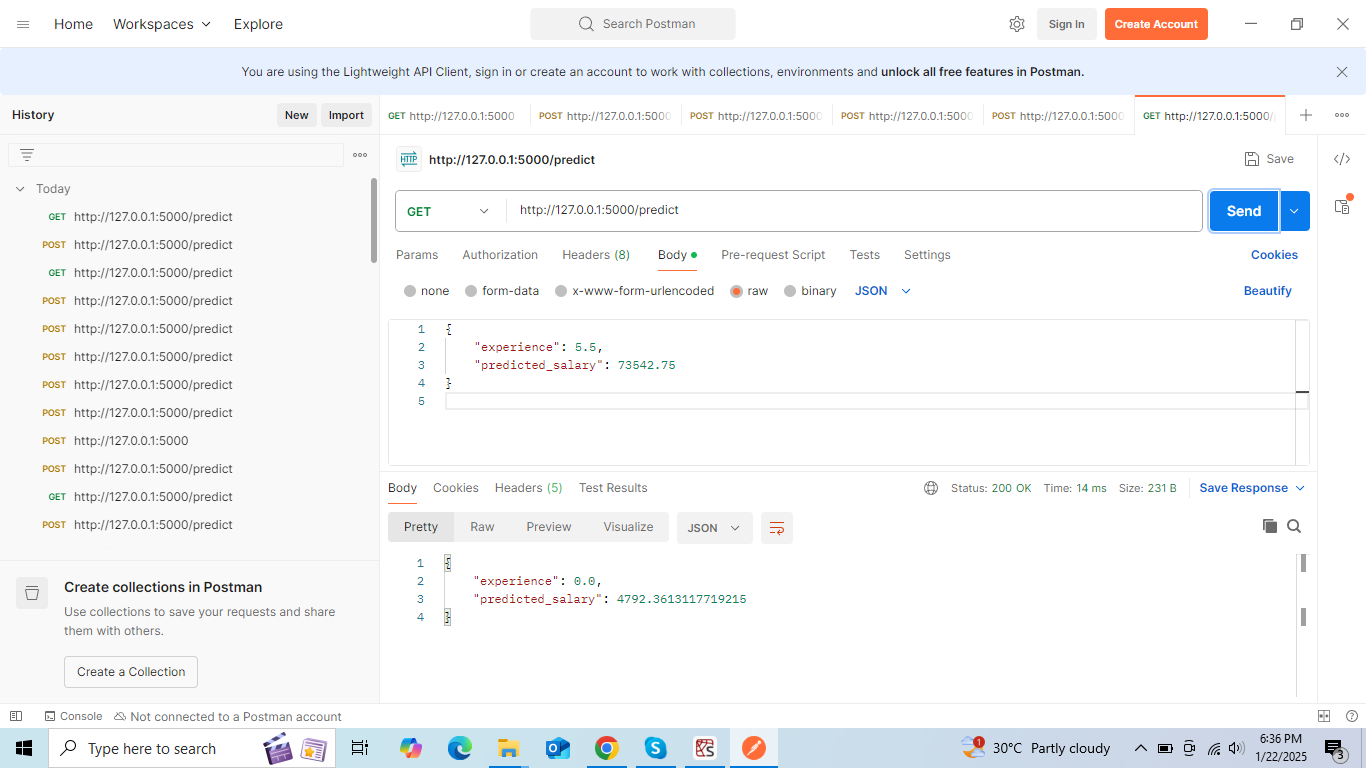 Home Workspaces Explore Search Postman Sign In Create Account
You are using the Lightweight API Client, sign in or create an account to work with collections, environments and unlock all free features in Postman.
History New Import
GET http://127.0.0.1:5000 POST http://127.0.0.1:5000 POST http://127.0.0.1:5000 POST http://127.0.0.1:5000 POST http://127.0.0.1:5000 GET http://127.0.0.1:5000/
Today
GET http://127.0.0.1:5000/predict
POST http://127.0.0.1:5000/predict
GET http://127.0.0.1:5000/predict
POST http://127.0.0.1:5000/predict
POST http://127.0.0.1:5000/predict
POST http://127.0.0.1:5000/predict
POST http://127.0.0.1:5000/predict
POST http://127.0.0.1:5000/predict
POST http://127.0.0.1:5000
POST http://127.0.0.1:5000/predict
GET http://127.0.0.1:5000/predict
POST http://127.0.0.1:5000/predict
Create collections in Postman
Use collections to save your requests and share
them with others.
Create a Collection
HTTP http://127.0.0.1:5000/predict Save
GET http://127.0.0.1:5000/predict Send
Params Authorization Headers (8) Body Pre-request Script Tests Settings Cookies
none form-data x-www-form-urlencoded raw binary JSON Beautify
1 {
2 "experience": 5.5,
3 "predicted_salary": 73542.75
4 }
5
Body Cookies Headers (5) Test Results Status: 200 OK Time: 14 ms Size: 231 B Save Response
Pretty Raw Preview Visualize JSON
1 {
2 "experience": 0.0,
3 "predicted_salary": 4792.3613117719215
4 }
Console Not connected to a Postman account
Type here to search 1 30°C Partly cloudy 6:36 PM
1/22/2025 3